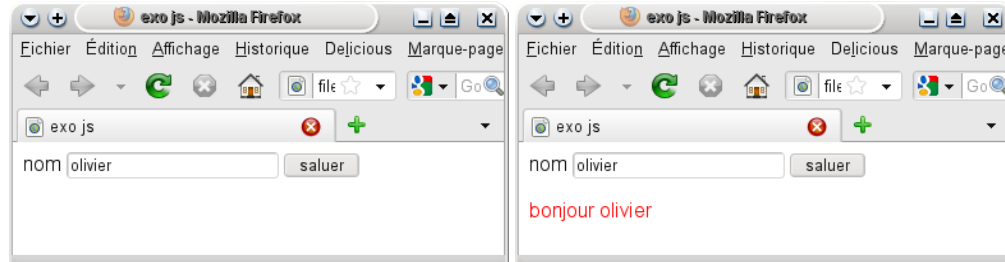 exo js - Mozilla Firefox
Fichier Édition Affichage Historique Delicious Marque-page
file Go
exo js
nom olivier saluer
exo js - Mozilla Firefox
Fichier Édition Affichage Historique Delicious Marque-page
file Go
exo js
nom olivier saluer
bonjour olivier